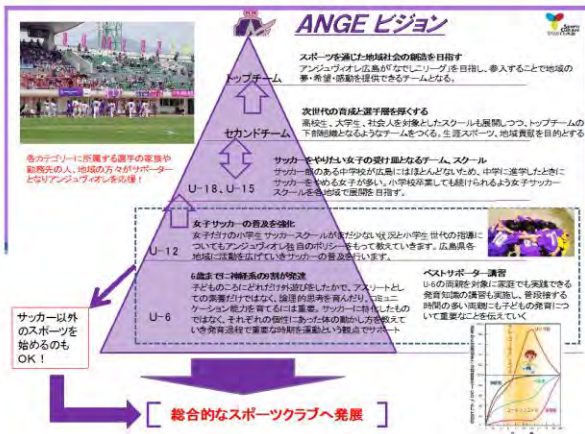 ANGE ビジョン
スポーツを通じた地域社会の創造を目指す
アンジュヴィオレ広島が「なでしこリーグ」を目指し、参入することで地域の
夢・希望・感動を提供できるチームとなる。
トップチーム
次世代の育成と選手層を厚くする
高校生、大学生、社会人を対象としたスクールも展開しつつ、トップチームの
下部組織となるようなチームをつくる。生涯スポーツ、地域貢献を目的とする
セカンドチーム
各カテゴリーに所属する選手の家族や
勤務先の人、地域の方々がサポーター
となりアンジュヴィオレを応援！
サッカーをやりたい女子の受け皿となるチーム、スクール
サッカー部のある中学校が広島にはほとんどないため、中学に進学したときに
サッカーをやめる女子が多い。小学校卒業しても続けられるよう女子サッカー
スクールを各地域で展開を目指す。
U-18、U-15
女子サッカーの普及を強化
女子だけの小学生サッカースクールがまだ少ない状況と小学生世代の指導に
ついてもアンジュヴィオレ独自のポリシーをもって教えていきます。広島県各
地域に活動を広げていきサッカーの普及を行います。
U-12
6歳までに神経系の9割が発達
子どものころにどれだけ外遊びをしたかで、アスリートとし
ての素養だけではなく、論理的思考を育んだり、コミュニ
ケーション能力を育てるには重要。サッカーに特化したもの
ではなく、それぞれの個性にあった体の動かし方を教えて
いき発育過程で重要な時期を運動という観点でサポート
U-6
ベストサポーター講習
U-6の両親を対象に家庭でも実践できる
発育知識の講習も実施し、普段接する
時間の多い両親にも子どもの発育に
ついて重要なことを伝えていく
サッカー以外
のスポーツを
始めるのも
OK！
総合的なスポーツクラブへ発展